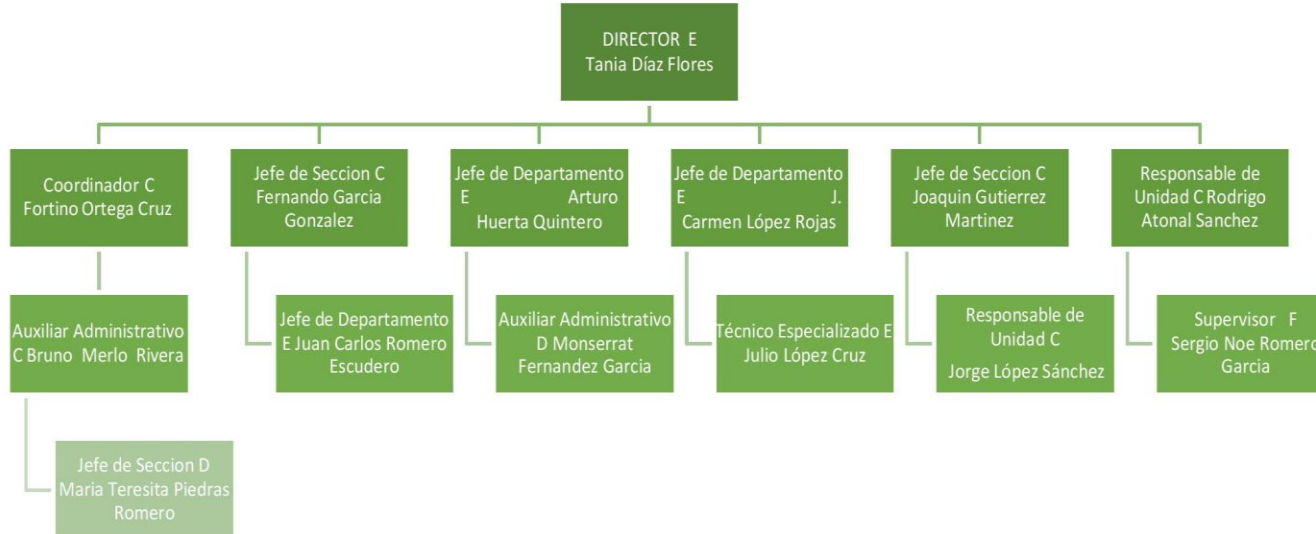 DIRECTOR E
Tania Díaz Flores
Coordinador C
Fortino Ortega Cruz
Jefe de Seccion C
Fernando Garcia
Gonzalez
Jefe de Departamento
E Arturo
Huerta Quintero
Jefe de Departamento
E J.
Carmen López Rojas
Jefe de Seccion C
Joaquin Gutierrez
Martinez
Responsable de
Unidad C Rodrigo
Atonal Sanchez
Auxiliar Administrativo
C Bruno Merlo Rivera
Jefe de Departamento
E Juan Carlos Romero
Escudero
Auxiliar Administrativo
D Monserrat
Fernandez Garcia
Técnico Especializado E
Julio López Cruz
Responsable de
Unidad C
Jorge López Sánchez
Supervisor F
Sergio Noe Romero
Garcia
Jefe de Seccion D
Maria Teresita Piedras
Romero